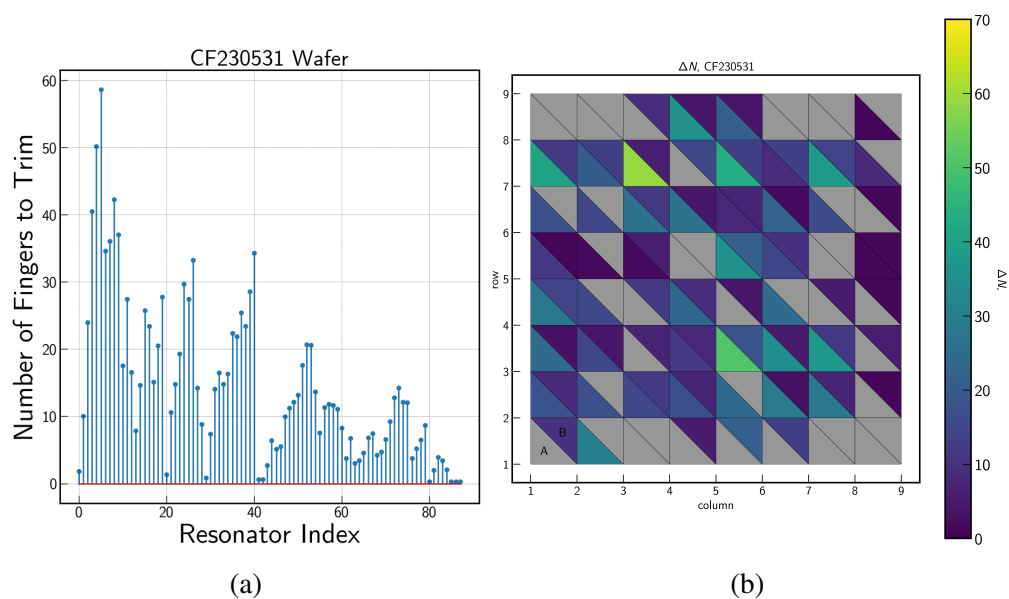 CF230531 Wafer
Number of Fingers to Trim
60
50
40
30
20
10
0
0 20 40 60 80
Resonator Index
(a)
ΔN, CF230531
row
9
8
7
6
5
4
3
2
1
B
A
1 2 3 4 5 6 7 8 9
column
(b)
70
60
50
40
30
20
10
0
ΔN,